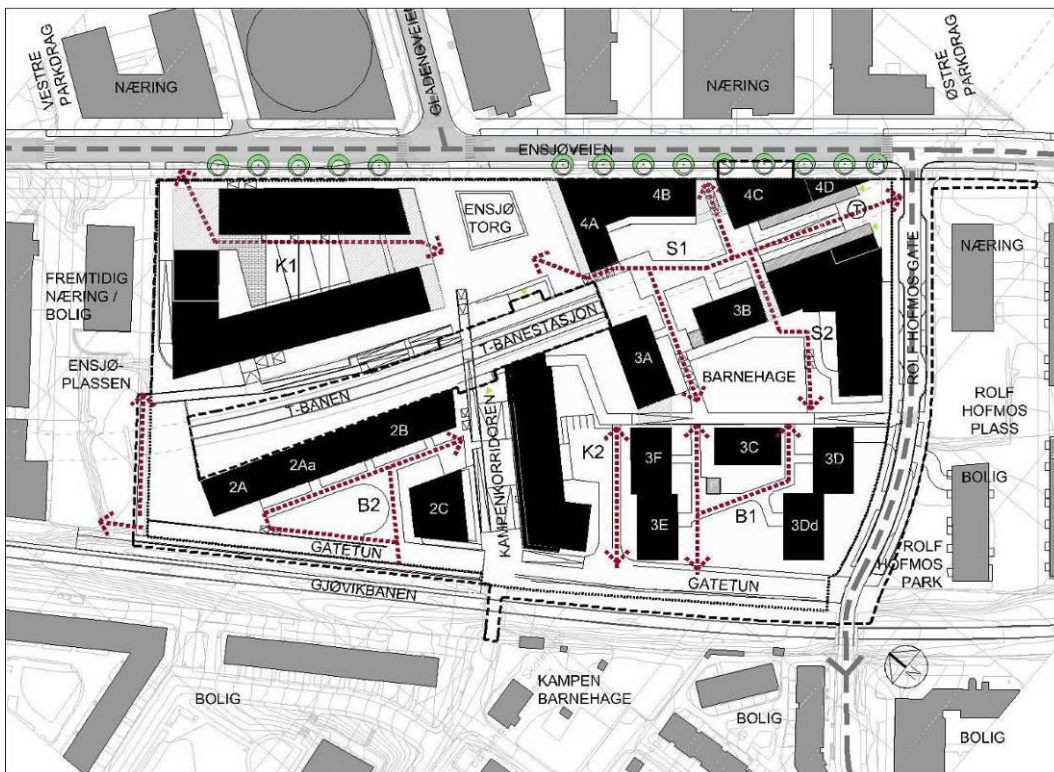 VESTRE
PARKDRAG
NÆRING
GLADENGVEIEN
NÆRING
ØSTRE
PARKDRAG
ENSJØVEIEN
4B
4C
4D
ENSJØ
TORG
4A
T
S1
K1
NÆRING
FREMTIDIG
NÆRING /
BOLIG
3B
T-BANESTASJON
S2
ROLF HOFMOS GATE
3A
ENSJØ-
PLASSEN
BARNEHAGE
T-BANEN
ROLF
HOFMOS
PLASS
2B
K2
3F
3C
3D
2Aa
BOLIG
2A
B2
2C
KAMPENKORRIDOREN
3E
B1
3Dd
GATETUN
ROLF
HOFMOS
PARK
GATETUN
GJØVIKBANEN
N
KAMPEN
BARNEHAGE
BOLIG
BOLIG
BOLIG